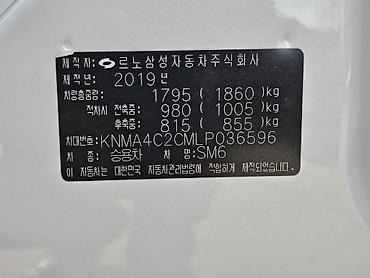 제작자: 르노삼성자동차주식회사
제작년: 2019년
차량총중량: 1795 ( 1860)kg
적차시 전축중: 980 ( 1005)kg
후축중: 815 ( 855)kg
차대번호: KNMA4C2CMLP036596
차 종: 승용차 차명:SM6
이 자동차는 대한민국 자동차관리법령에 적합하게 제작되었습니다.